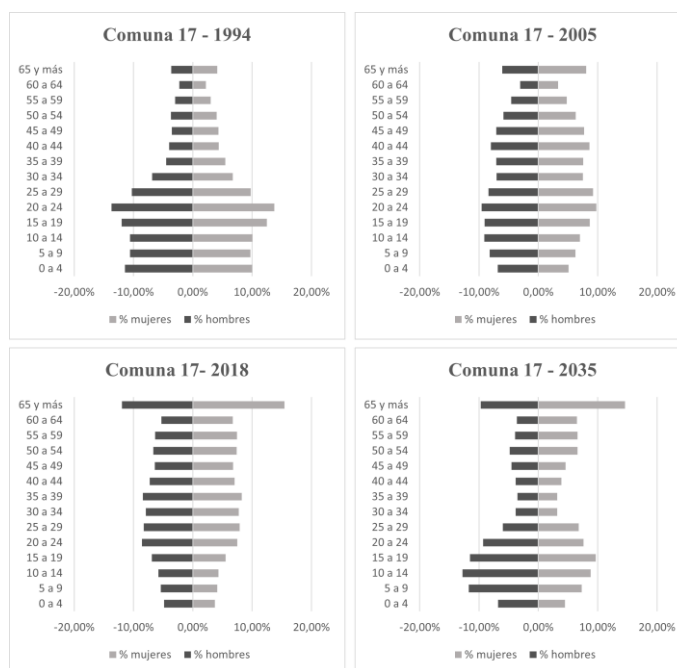 Comuna 17 - 1994
65 y más
60 a 64
55 a 59
50 a 54
45 a 49
40 a 44
35 a 39
30 a 34
25 a 29
20 a 24
15 a 19
10 a 14
5 a 9
0 a 4
-20,00% -10,00% 0,00% 10,00% 20,00%
% mujeres % hombres
Comuna 17 - 2005
65 y más
60 a 64
55 a 59
50 a 54
45 a 49
40 a 44
35 a 39
30 a 34
25 a 29
20 a 24
15 a 19
10 a 14
5 a 9
0 a 4
-20,00% -10,00% 0,00% 10,00% 20,00%
% mujeres % hombres
Comuna 17- 2018
65 y más
60 a 64
55 a 59
50 a 54
45 a 49
40 a 44
35 a 39
30 a 34
25 a 29
20 a 24
15 a 19
10 a 14
5 a 9
0 a 4
-20,00% -10,00% 0,00% 10,00% 20,00%
% mujeres % hombres
Comuna 17 - 2035
65 y más
60 a 64
55 a 59
50 a 54
45 a 49
40 a 44
35 a 39
30 a 34
25 a 29
20 a 24
15 a 19
10 a 14
5 a 9
0 a 4
-20,00% -10,00% 0,00% 10,00% 20,00%
% mujeres % hombres